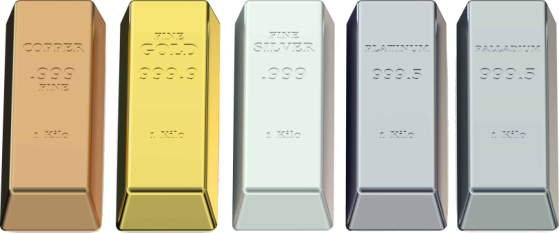 COPPER
.999
FINE
1 Kilo
FINE
GOLD
999.9
1 Kilo
FINE
SILVER
.999
1 Kilo
PLATINUM
999.5
1 Kilo
PALLADIUM
999.5
1 Kilo